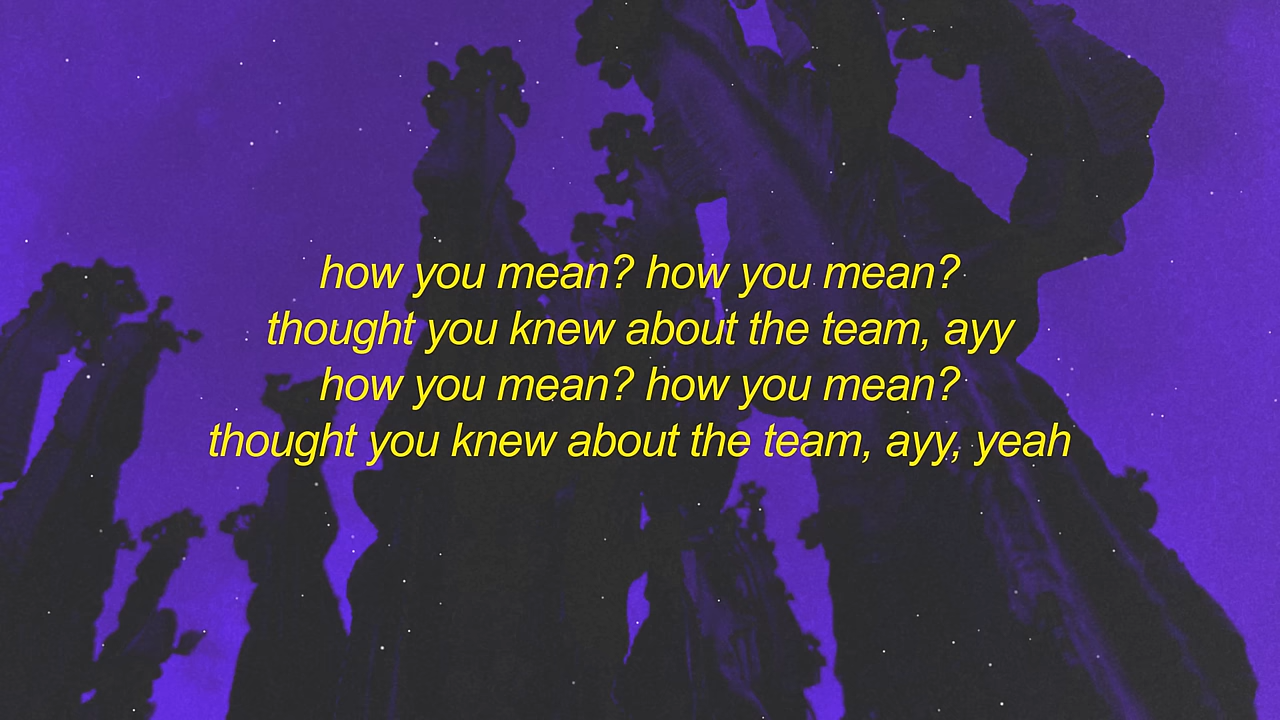 how you mean? how you mean?
thought you knew about the team, ayy
how you mean? how you mean?
thought you knew about the team, ayy, yeah